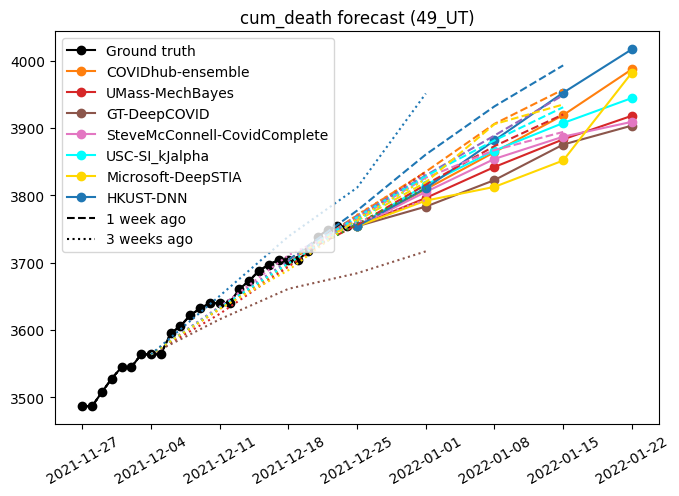 cum_death forecast (49_UT)
Ground truth
COVIDhub-ensemble
UMass-MechBayes
GT-DeepCOVID
SteveMcConnell-CovidComplete
USC-SI_kJalpha
Microsoft-DeepSTIA
HKUST-DNN
1 week ago
3 weeks ago
4000
3900
3800
3700
3600
3500
2021-11-27
2021-12-04
2021-12-11
2021-12-18
2021-12-25
2022-01-01
2022-01-08
2022-01-15
2022-01-22